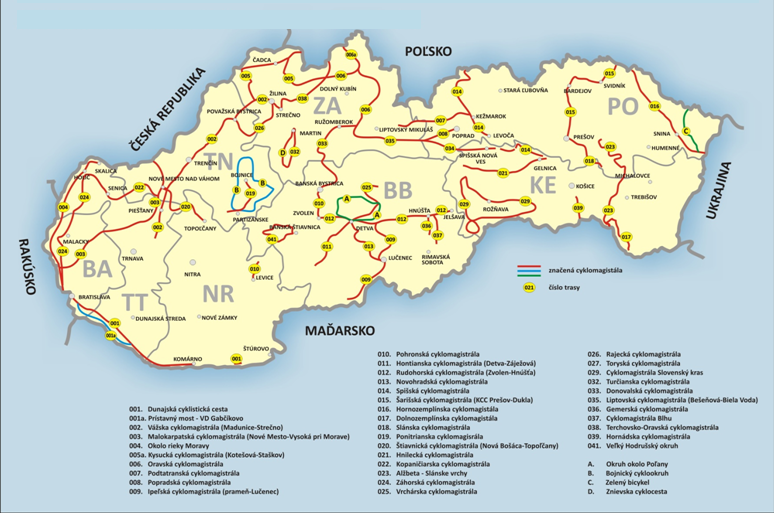 POĽSKO
ČESKÁ REPUBLIKA
RAKÚSKO
MAĎARSKO
UKRAJINA
ČADCA
ŽILINA
DOLNÝ KUBÍN
STREČNO
ZA
RUŽOMBEROK
MARTIN
POVAŽSKÁ BYSTRICA
LIPTOVSKÝ MIKULÁŠ
STARÁ ĽUBOVŇA
KEŽMAROK
POPRAD
LEVOČA
SPIŠSKÁ NOVÁ VES
BARDEJOV
SVIDNÍK
PO
SNINA
HUMENNÉ
PREŠOV
MICHALOVCE
TREBIŠOV
KOŠICE
KE
GELNICA
ROŽŇAVA
JELŠAVA
TRENČÍN
TN
BOJNICE
PARTIZÁNSKE
NOVÉ MESTO NAD VÁHOM
SKALICA
HOLÍČ
SENICA
PIEŠŤANY
TOPOĽČANY
MALACKY
BA
TRNAVA
TT
NITRA
NR
BRATISLAVA
DUNAJSKÁ STREDA
NOVÉ ZÁMKY
KOMÁRNO
ŠTÚROVO
LEVICE
BANSKÁ BYSTRICA
BB
ZVOLEN
BANSKÁ ŠTIAVNICA
DETVA
HNÚŠŤA
LUČENEC
RIMAVSKÁ SOBOTA
značená cyklomagistála
021 číslo trasy
001. Dunajská cyklistická cesta
001a. Prístavný most - VD Gabčíkovo
002. Vážska cyklomagistrála (Madunice-Strečno)
003. Malokarpatská cyklomagistrála (Nové Mesto-Vysoká pri Morave)
004. Okolo rieky Moravy
005a. Kysucká cyklomagistrála (Kotešová-Staškov)
006. Oravská cyklomagistrála
007. Podtatranská cyklomagistrála
008. Popradská cyklomagistrála
009. Ipeľská cyklomagistrála (prameň-Lučenec)
010. Pohronská cyklomagistrála
011. Hontianska cyklomagistrála (Detva-Záježová)
012. Rudohorská cyklomagistrála (Zvolen-Hnúšťa)
013. Novohradská cyklomagistrála
014. Spišská cyklomagistrála
015. Šarišská cyklomagistrála (KCC Prešov-Dukla)
016. Hornozemplínska cyklomagistrála
017. Dolnozemplínska cyklomagistrála
018. Slánska cyklomagistrála
019. Ponitrianska cyklomagistrála
020. Štiavnická cyklomagistrála (Nová Bošáca-Topoľčany)
021. Hnilecká cyklomagistrála
022. Kopaničiarska cyklomagistrála
023. Alžbeta - Slánske vrchy
024. Záhorská cyklomagistrála
025. Vrchárska cyklomagistrála
026. Rajecká cyklomagistrála
027. Toryská cyklomagistrála
029. Cyklomagistrála Slovenský kras
032. Turčianska cyklomagistrála
033. Donovalská cyklomagistrála
035. Liptovská cyklomagistrála (Bešeňová-Biela Voda)
036. Gemerská cyklomagistrála
037. Cyklomagistrála Blhu
038. Terchovsko-Oravská cyklomagistrála
039. Hornádska cyklomagistrála
041. Veľký Hodrušský okruh
A. Okruh okolo Poľany
B. Bojnický cyklookruh
C. Zelený bicykel
D. Znievska cyklocesta